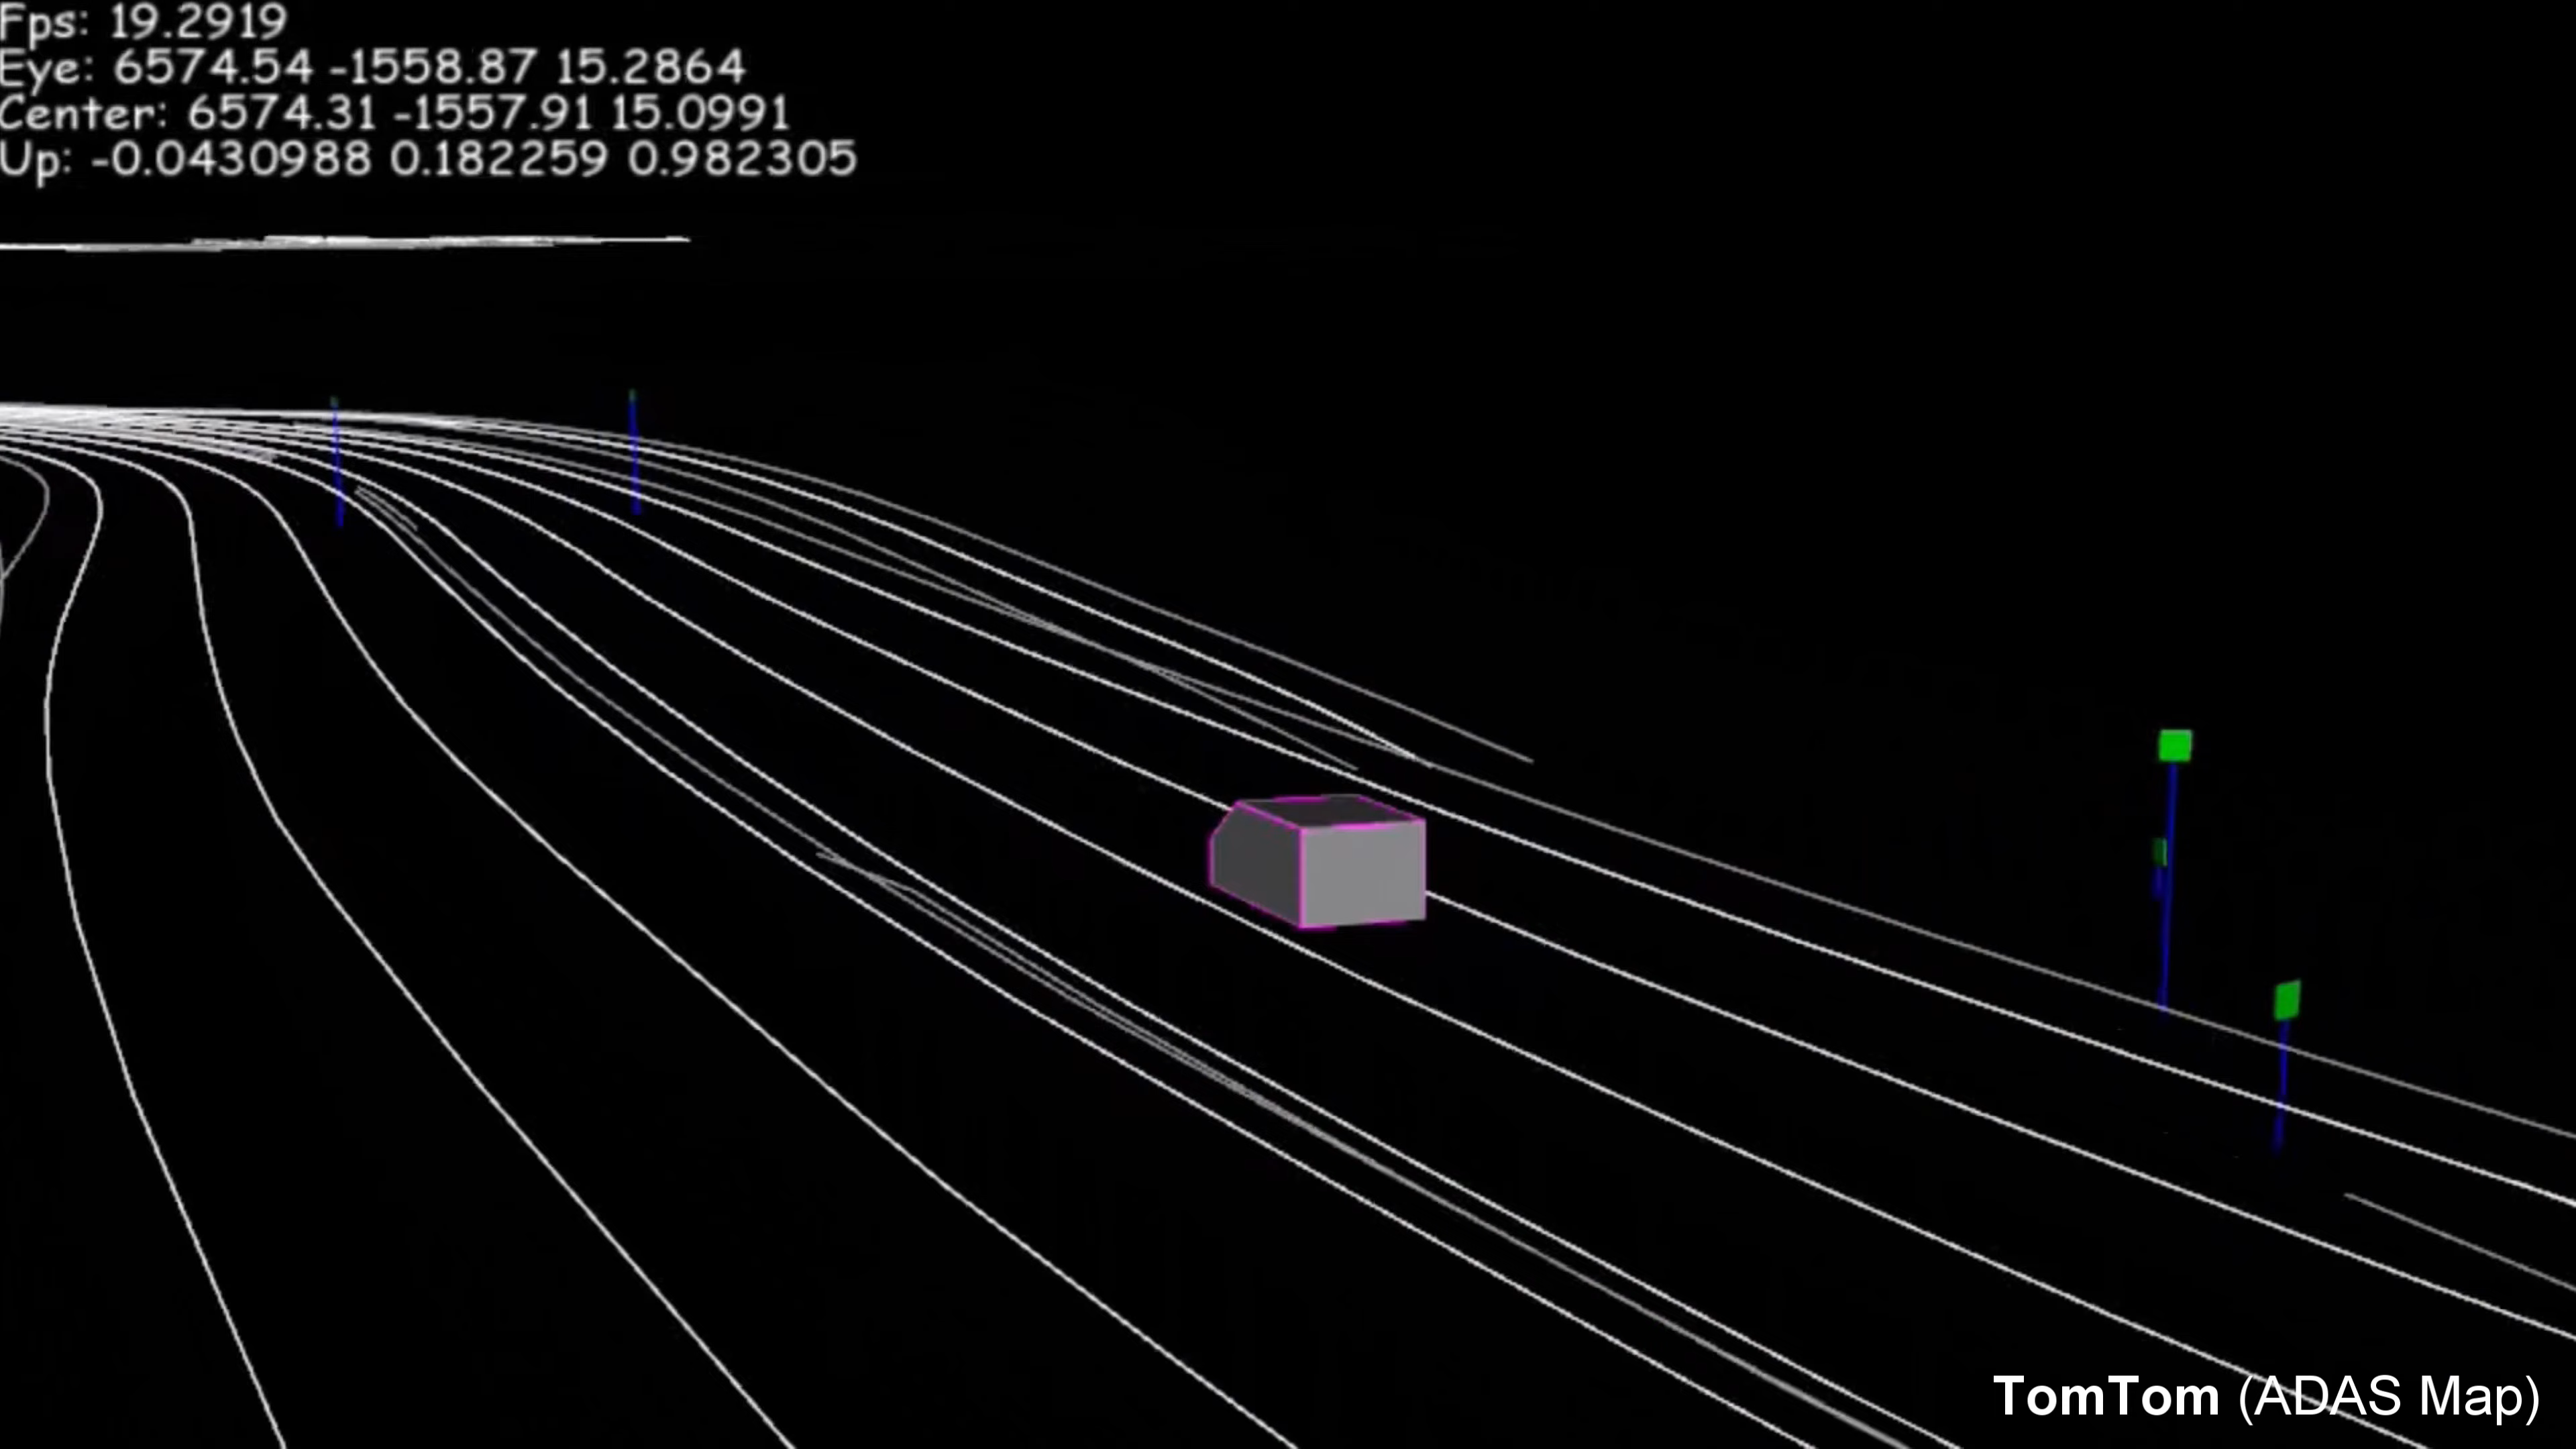 Fps: 19.2919
Eye: 6574.54 -1558.87 15.2864
Center: 6574.31 -1557.91 15.0991
Up: -0.0430988 0.182259 0.982305
TomTom (ADAS Map)